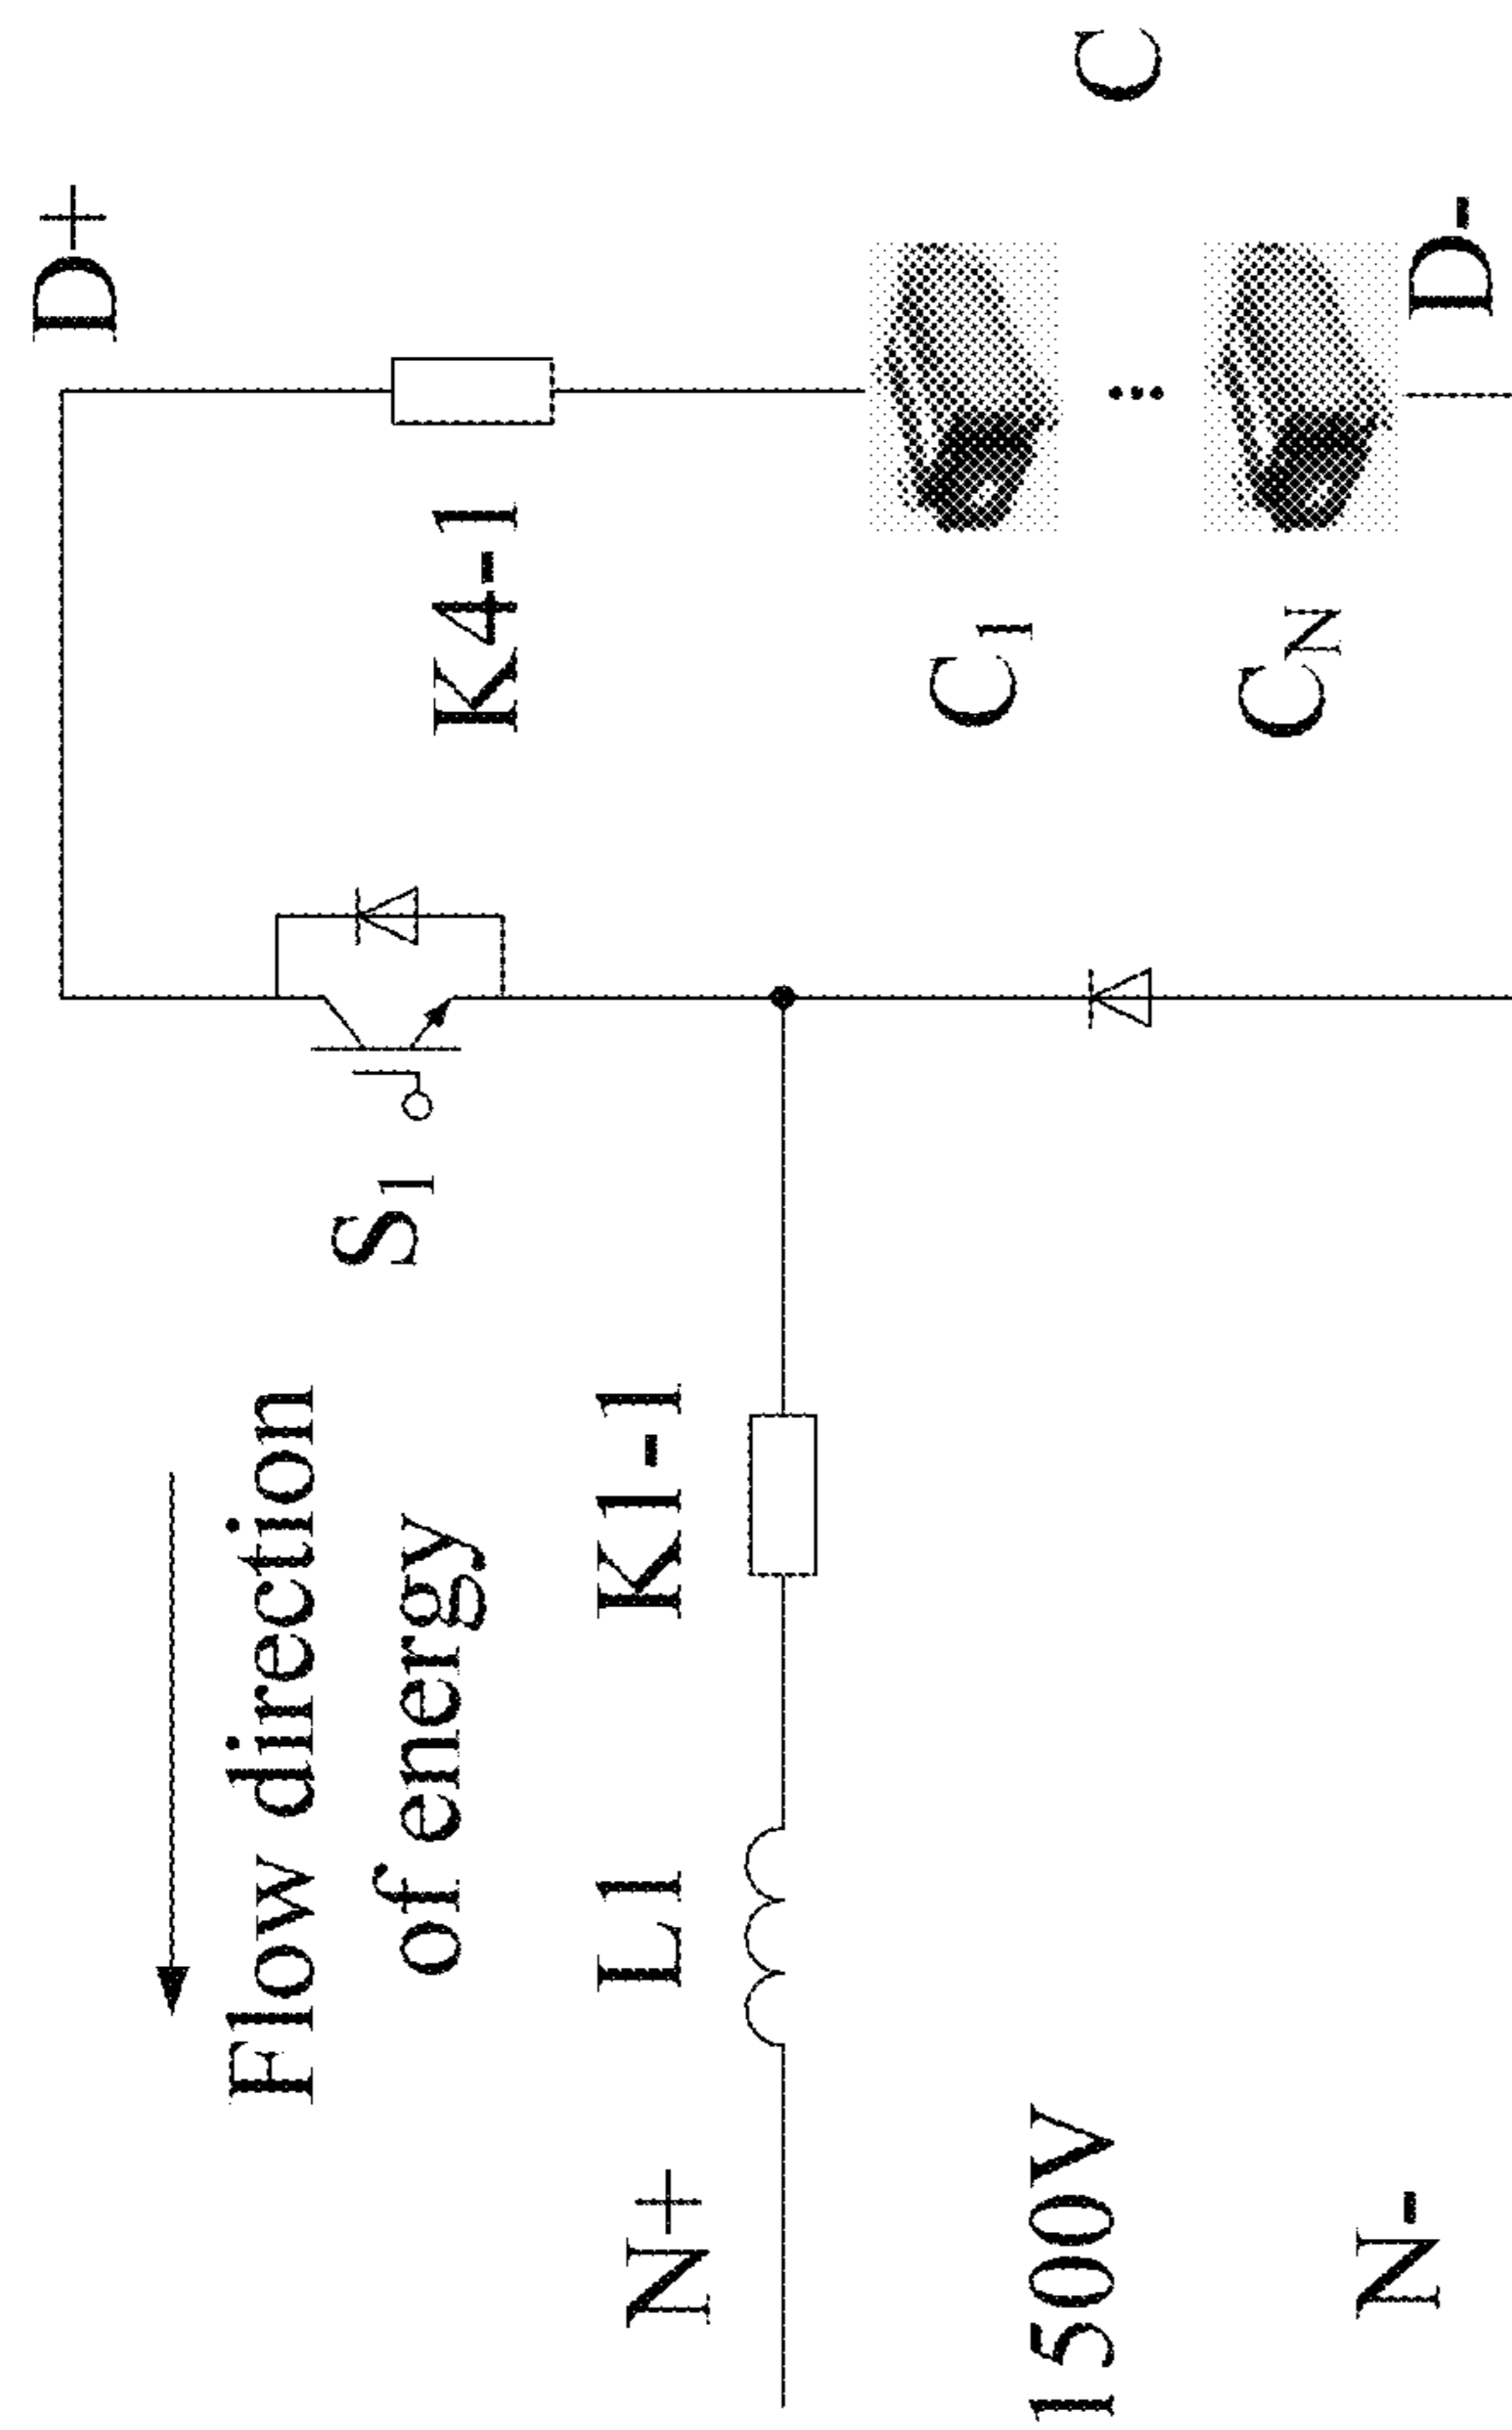 D+
Flow direction
of energy
S1
K4-1
N+
L1
K1-1
C1
1500V
C
CN
N-
D-